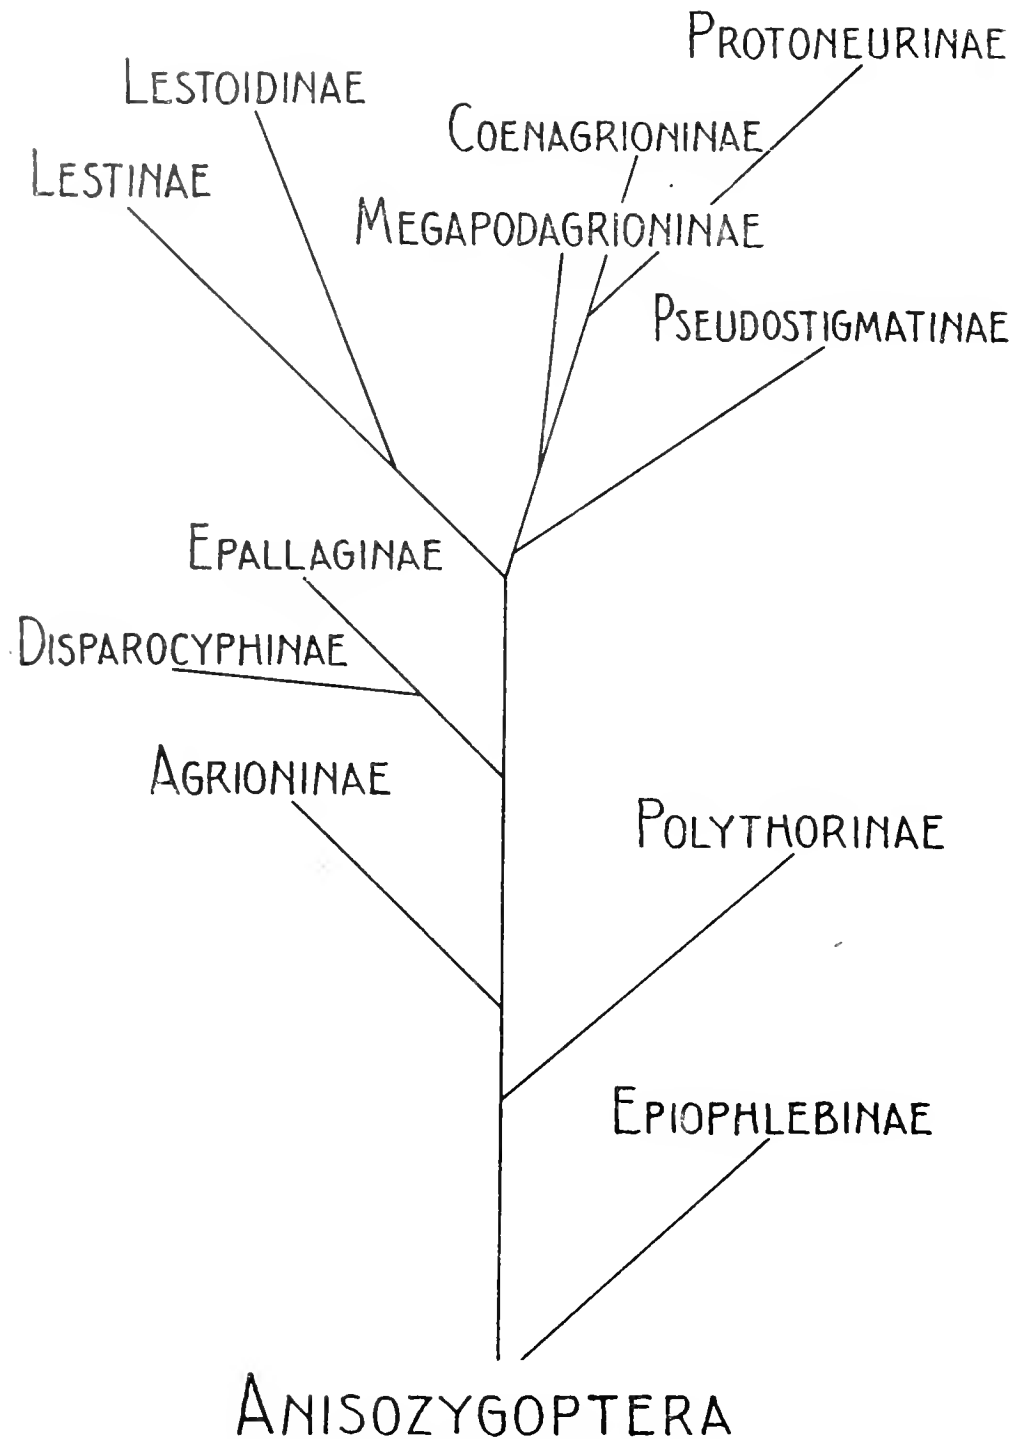 PROTONEURINAE
LESTOIDINAE
COENAGRIONINAE
LESTINAE
MEGAPODAGRIONINAE
PSEUDOSTIGMATINAE
EPALLAGINAE
DISPAROCYPHINAE
AGRIONINAE
POLYTHORINAE
EPIOPHLEBINAE
ANISOZYGOPTERA